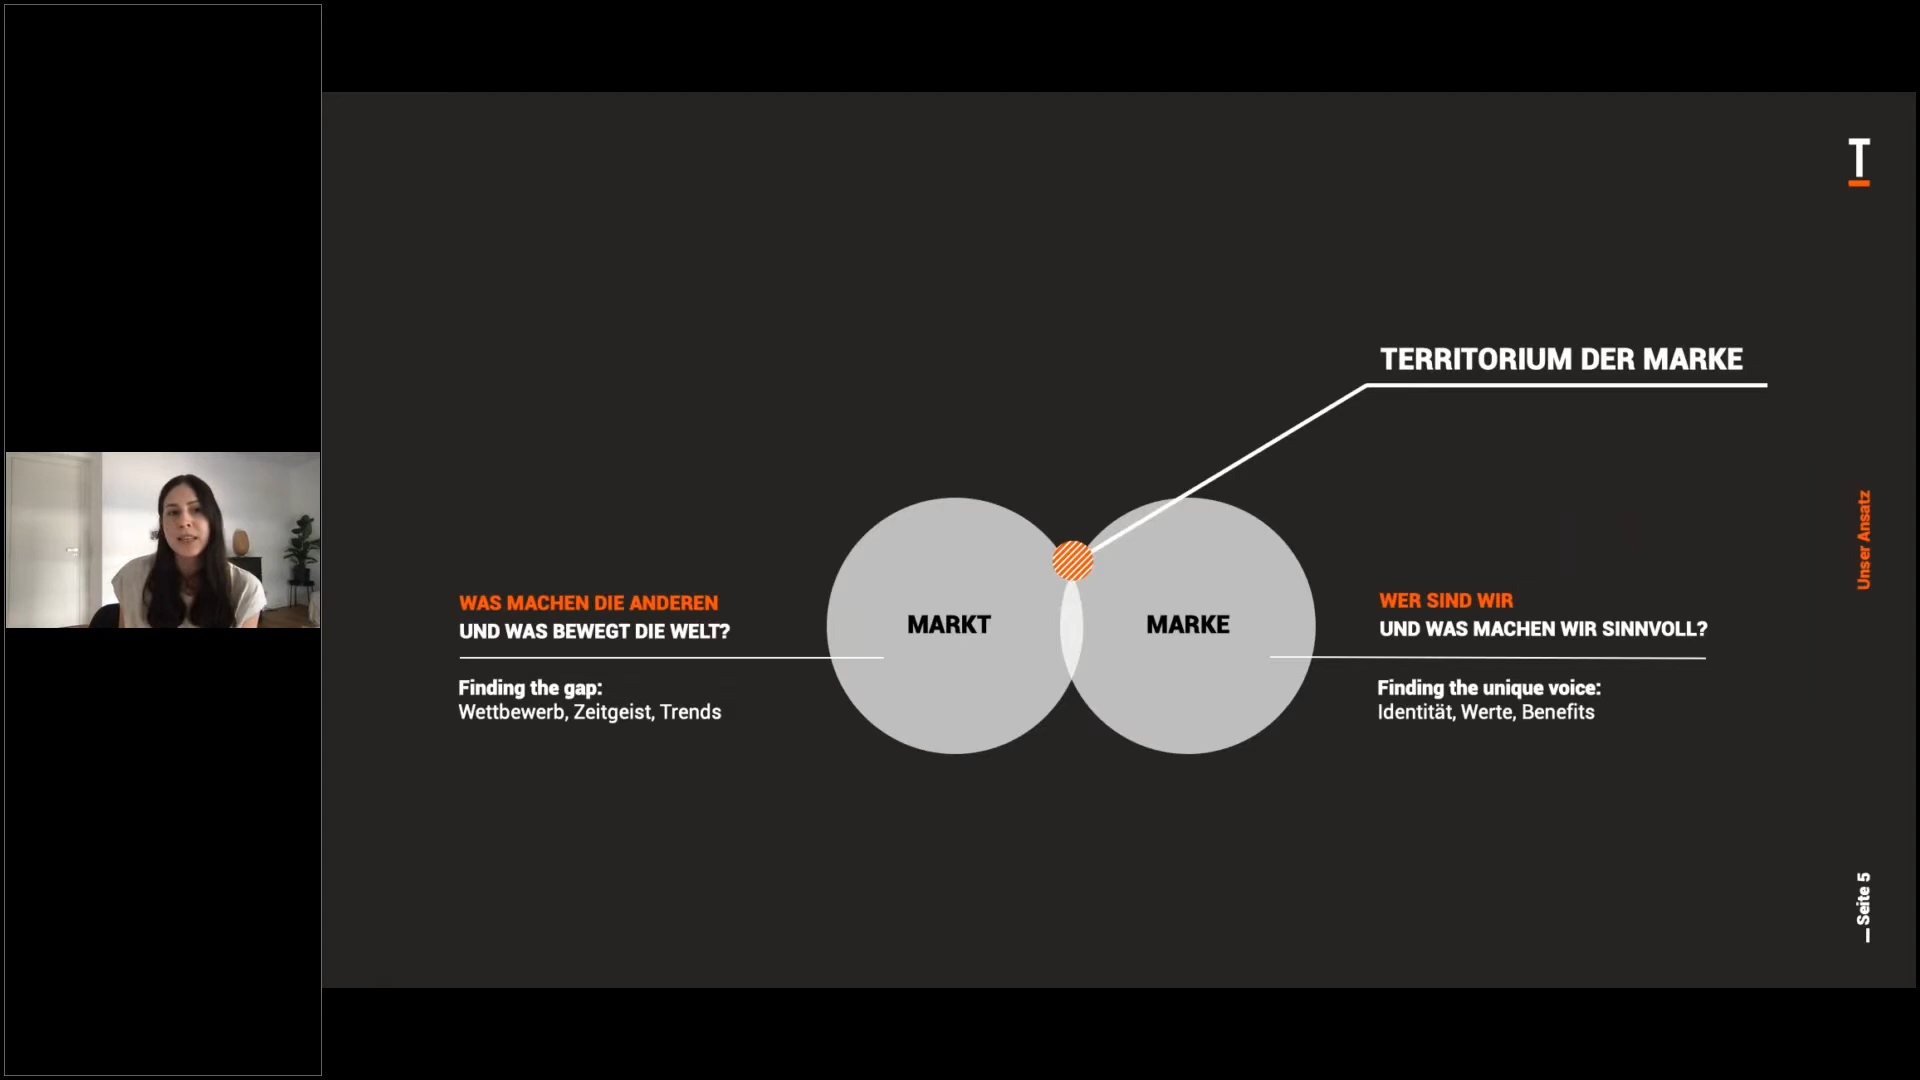 T
TERRITORIUM DER MARKE
WAS MACHEN DIE ANDEREN
UND WAS BEWEGT DIE WELT?
Finding the gap:
Wettbewerb, Zeitgeist, Trends
MARKT
MARKE
WER SIND WIR
UND WAS MACHEN WIR SINNVOLL?
Finding the unique voice:
Identität, Werte, Benefits
Unser Ansatz
_Seite 5